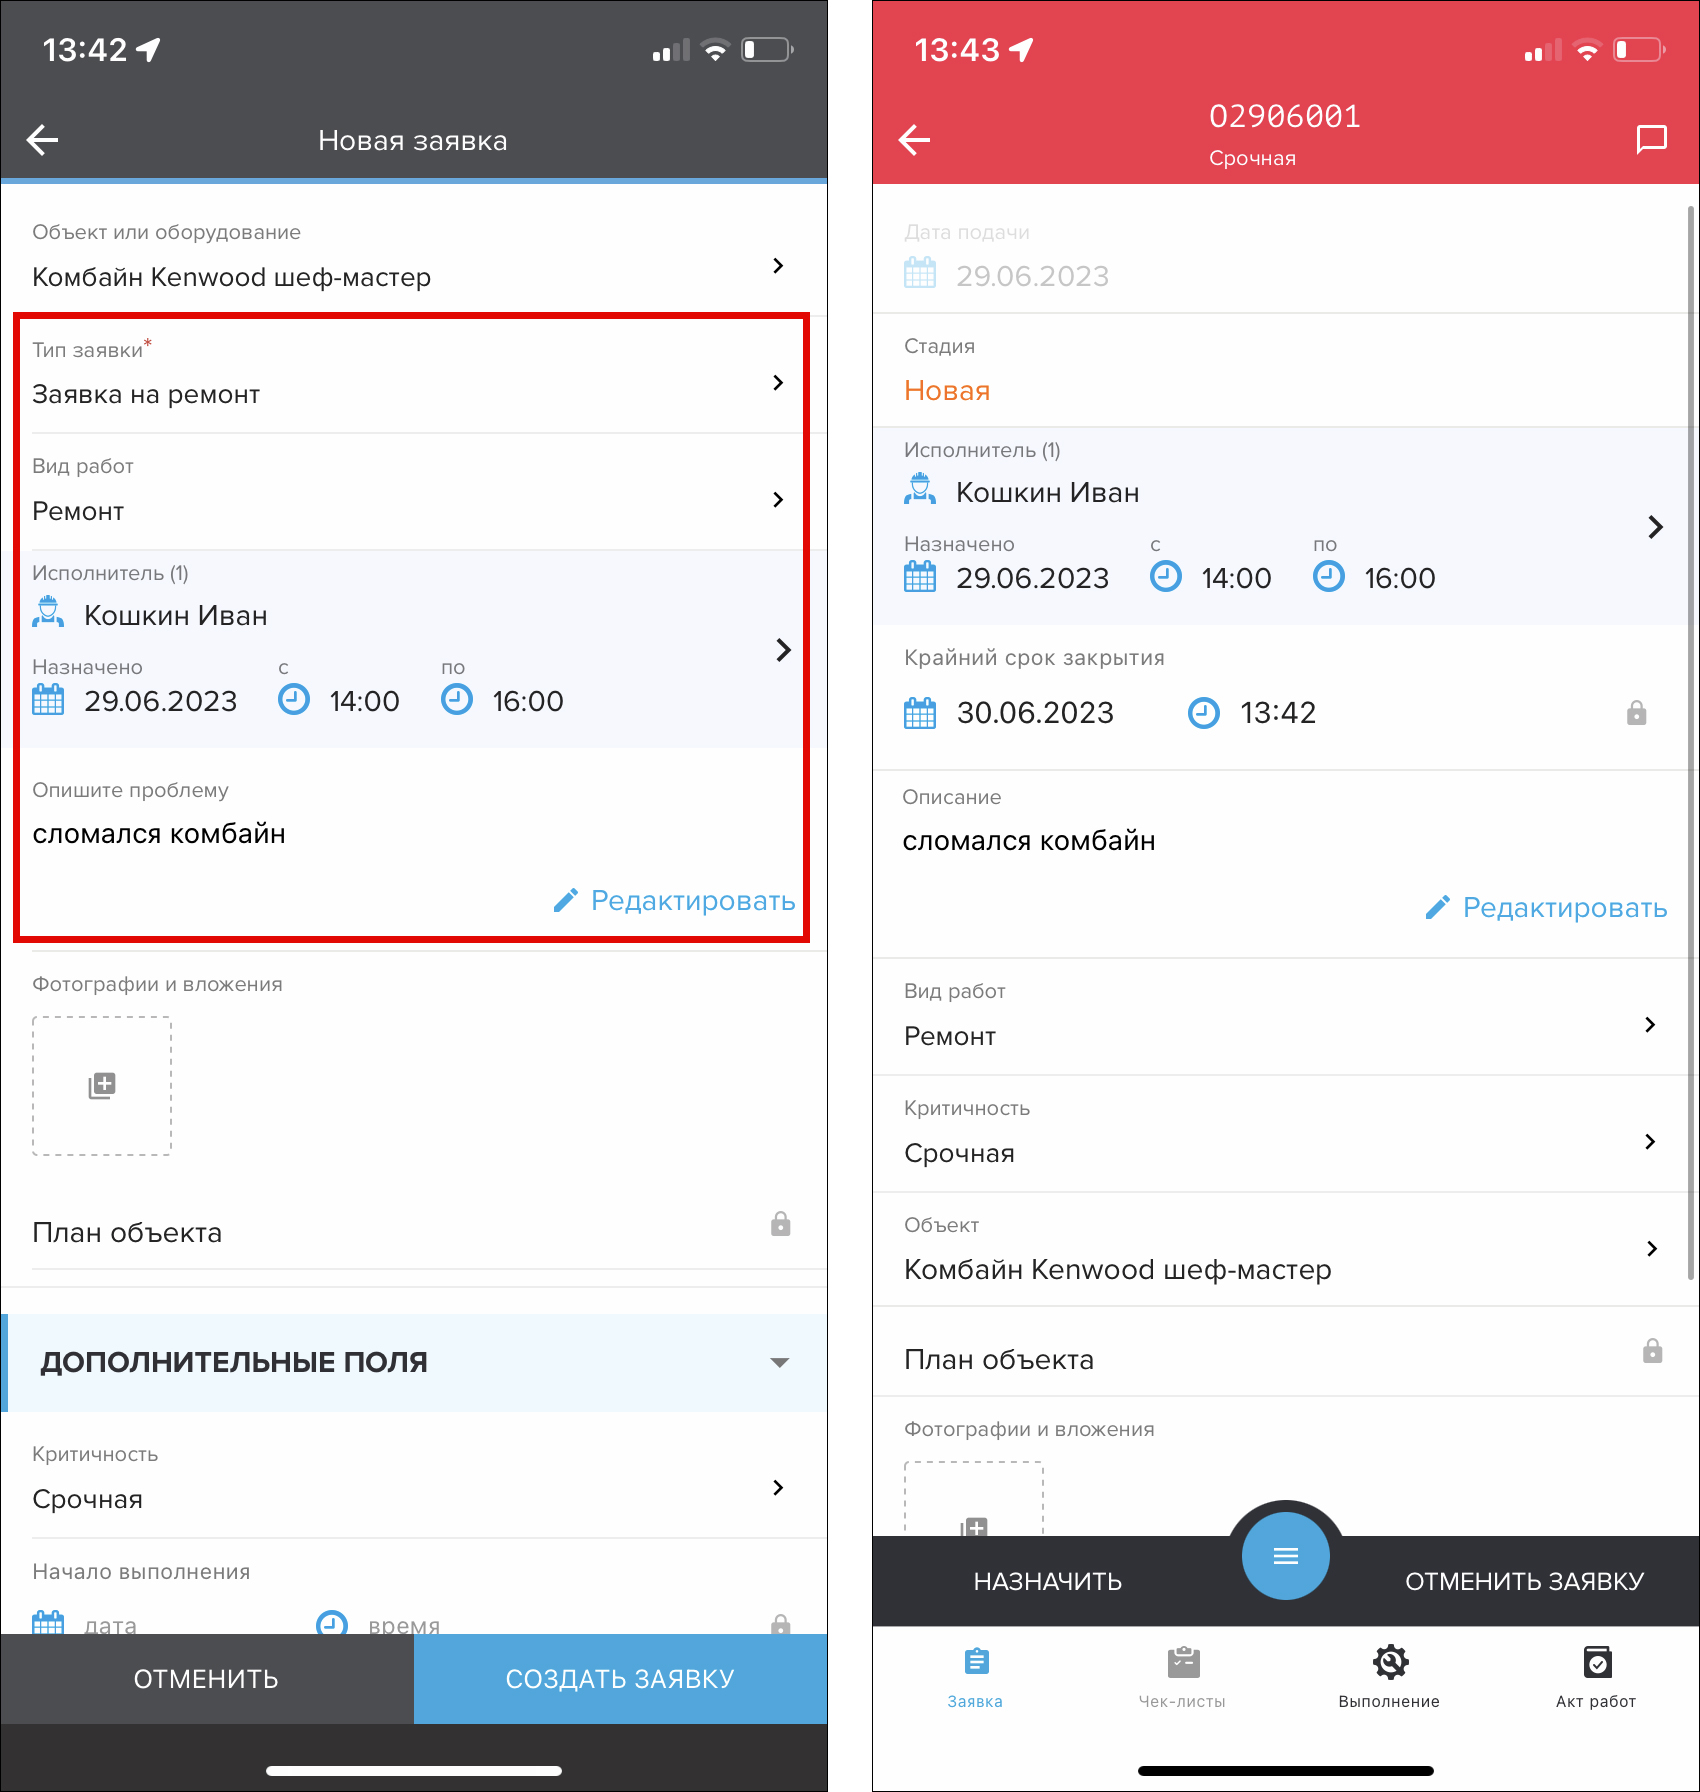 13:42
Новая заявка
Объект или оборудование
Комбайн Kenwood шеф-мастер
Тип заявки*
Заявка на ремонт
Вид работ
Ремонт
Исполнитель (1)
Кошкин Иван
Назначено с по
29.06.2023 14:00 16:00
Опишите проблему
сломался комбайн
Редактировать
Фотографии и вложения
План объекта
ДОПОЛНИТЕЛЬНЫЕ ПОЛЯ
Критичность
Срочная
Начало выполнения
дата время
ОТМЕНИТЬ СОЗДАТЬ ЗАЯВКУ
13:43
O2906001
Срочная
Дата подачи
29.06.2023
Стадия
Новая
Исполнитель (1)
Кошкин Иван
Назначено с по
29.06.2023 14:00 16:00
Крайний срок закрытия
30.06.2023 13:42
Описание
сломался комбайн
Редактировать
Вид работ
Ремонт
Критичность
Срочная
Объект
Комбайн Kenwood шеф-мастер
План объекта
Фотографии и вложения
НАЗНАЧИТЬ ОТМЕНИТЬ ЗАЯВКУ
Заявка Чек-листы Выполнение Акт работ